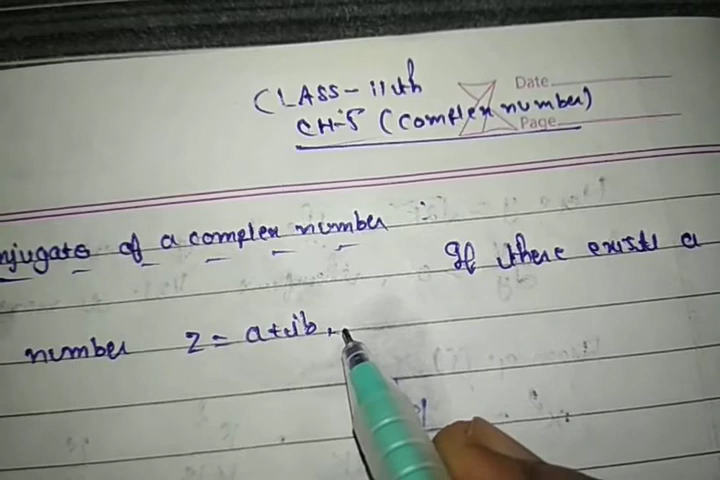 CLASS-11th
Date
CH-5 (Complex number)
Page
njugate of a complex number :-
If there exists a
number z = a+ib,